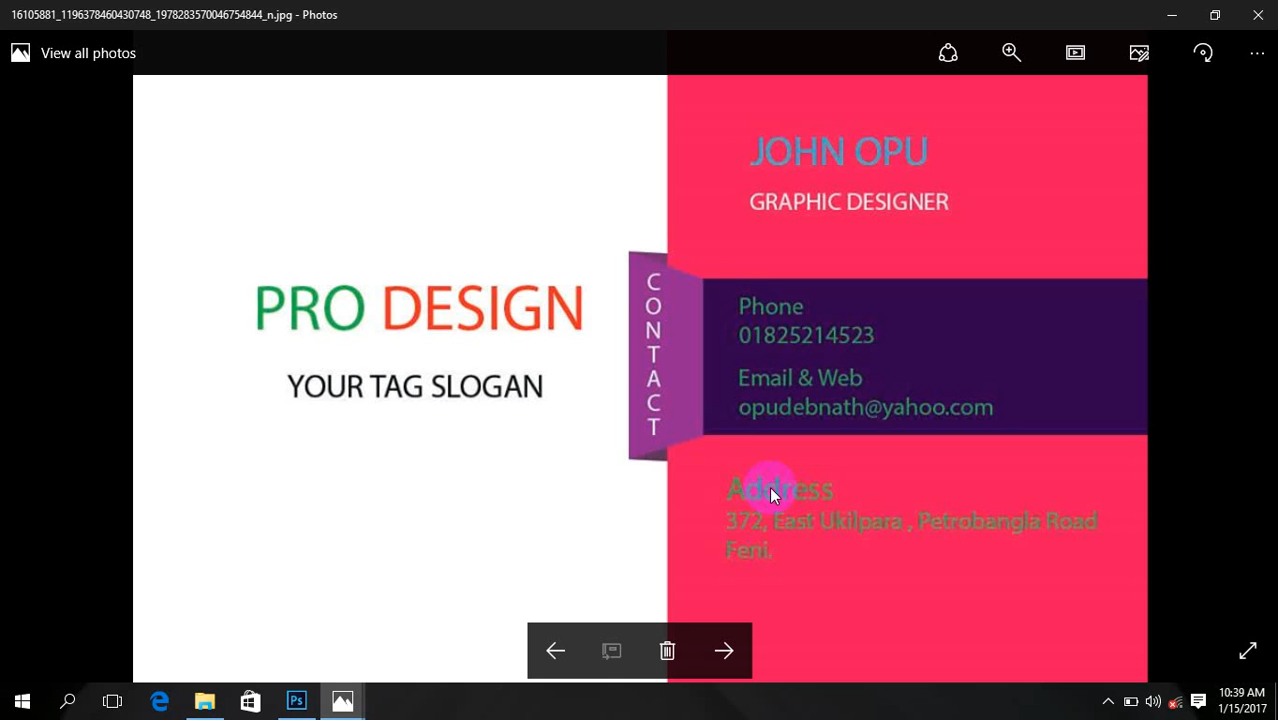 16105881_1196378460430748_1978283570046754844_n.jpg - Photos
View all photos
PRO DESIGN
YOUR TAG SLOGAN
CONTACT
JOHN OPU
GRAPHIC DESIGNER
Phone
01825214523
Email & Web
opudebnath@yahoo.com
Address
372, East Ukilpara , Petrobangla Road
Feni.
Ps
10:39 AM
1/15/2017